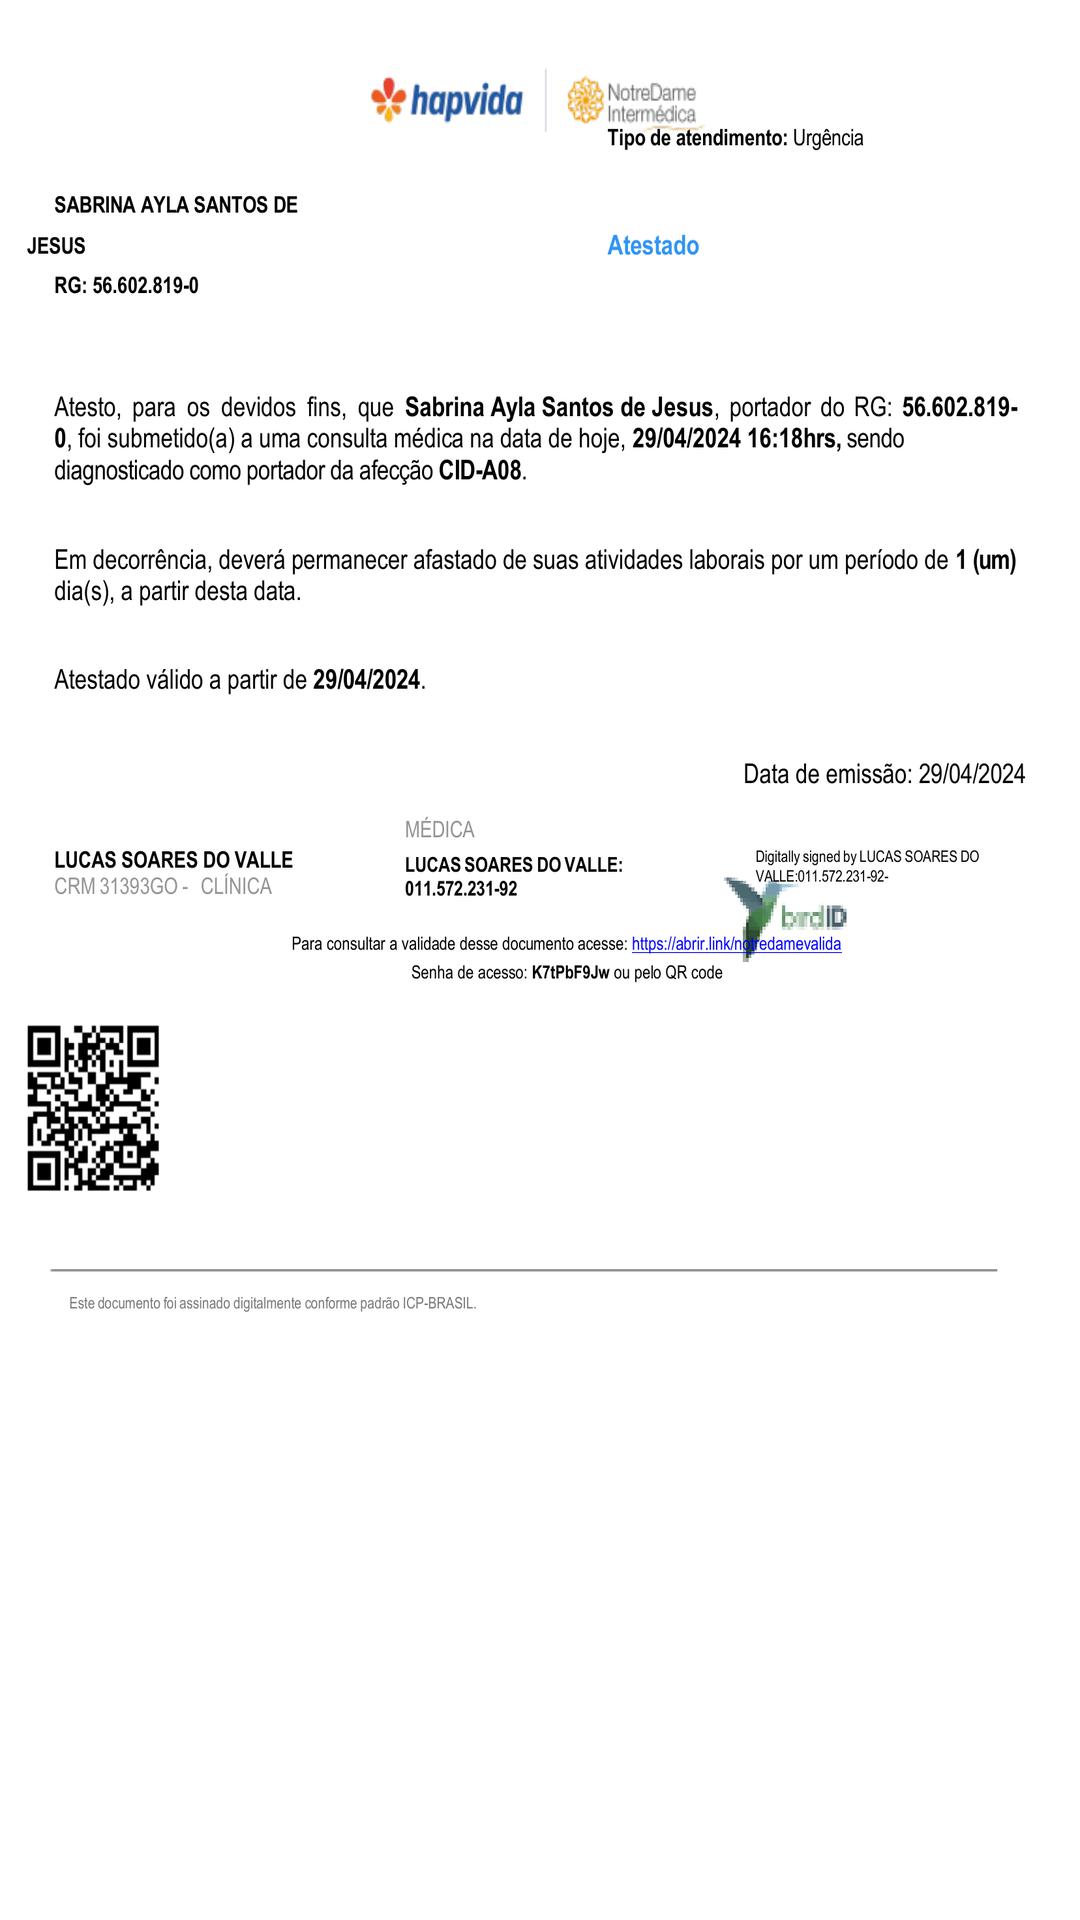 hapvida
NotreDame
Intermédica
Tipo de atendimento: Urgência
SABRINA AYLA SANTOS DE
JESUS
Atestado
RG: 56.602.819-0
Atesto, para os devidos fins, que Sabrina Ayla Santos de Jesus, portador do RG: 56.602.819-
0, foi submetido(a) a uma consulta médica na data de hoje, 29/04/2024 16:18hrs, sendo
diagnosticado como portador da afecção CID-A08.
Em decorrência, deverá permanecer afastado de suas atividades laborais por um período de 1 (um)
dia(s), a partir desta data.
Atestado válido a partir de 29/04/2024.
Data de emissão: 29/04/2024
LUCAS SOARES DO VALLE
CRM 31393GO - CLÍNICA
MÉDICA
LUCAS SOARES DO VALLE:
011.572.231-92
Digitally signed by LUCAS SOARES DO
VALLE:011.572.231-92-
birdID
Para consultar a validade desse documento acesse: https://abrir.link/notredamevalida
Senha de acesso: K7tPbF9Jw ou pelo QR code
Este documento foi assinado digitalmente conforme padrão ICP-BRASIL.